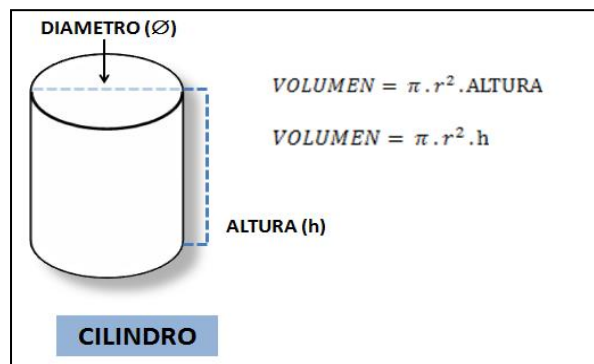 DIAMETRO (Ø)
VOLUMEN = π . r². ALTURA
VOLUMEN = π . r². h
ALTURA (h)
CILINDRO